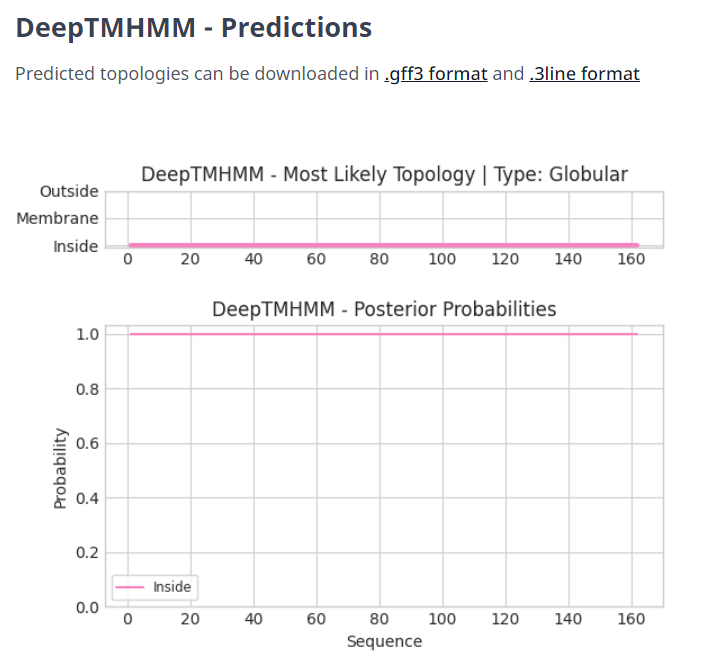 DeepTMHMM - Predictions
Predicted topologies can be downloaded in .gff3 format and .3line format
DeepTMHMM - Most Likely Topology | Type: Globular
Outside
Membrane
Inside
0 20 40 60 80 100 120 140 160
DeepTMHMM - Posterior Probabilities
1.0
0.8
0.6
0.4
0.2
0.0
Probability
Inside
0 20 40 60 80 100 120 140 160
Sequence